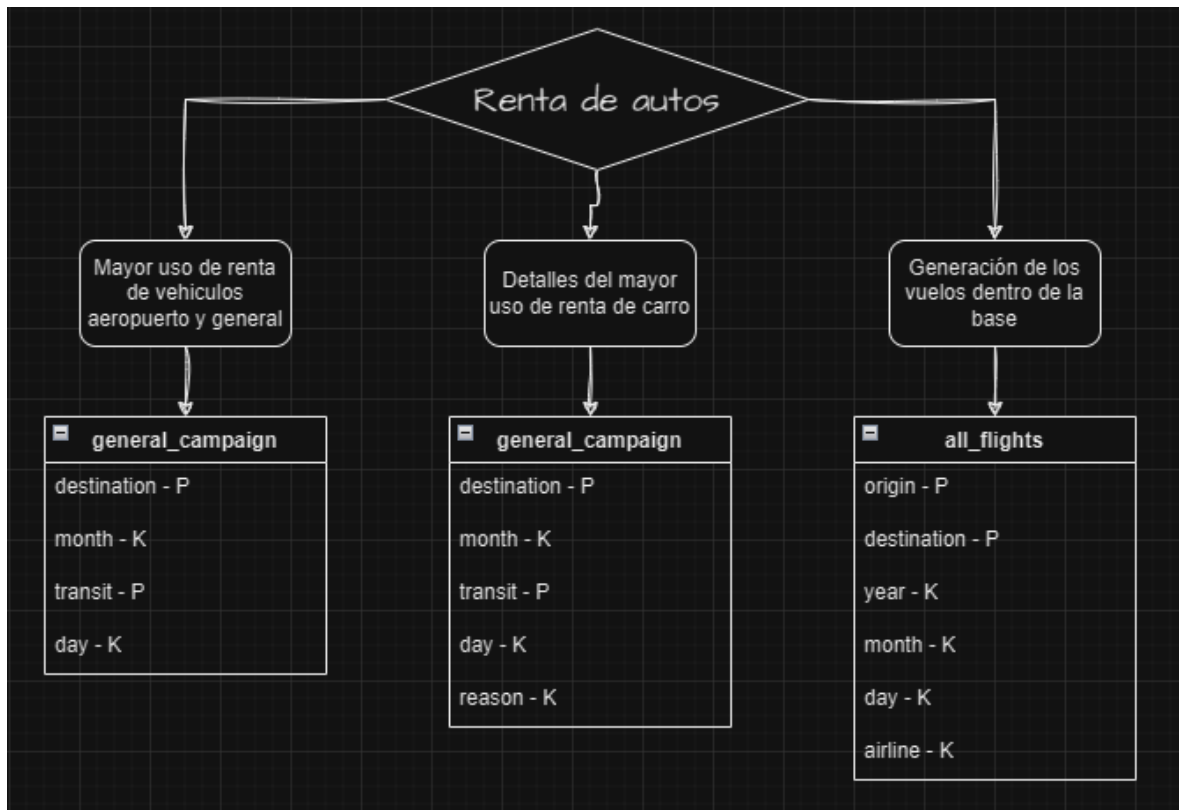 Renta de autos
Mayor uso de renta
de vehiculos
aeropuerto y general
Detalles del mayor
uso de renta de carro
Generación de los
vuelos dentro de la
base
general_campaign
destination - P
month - K
transit - P
day - K
general_campaign
destination - P
month - K
transit - P
day - K
reason - K
all_flights
origin - P
destination - P
year - K
month - K
day - K
airline - K